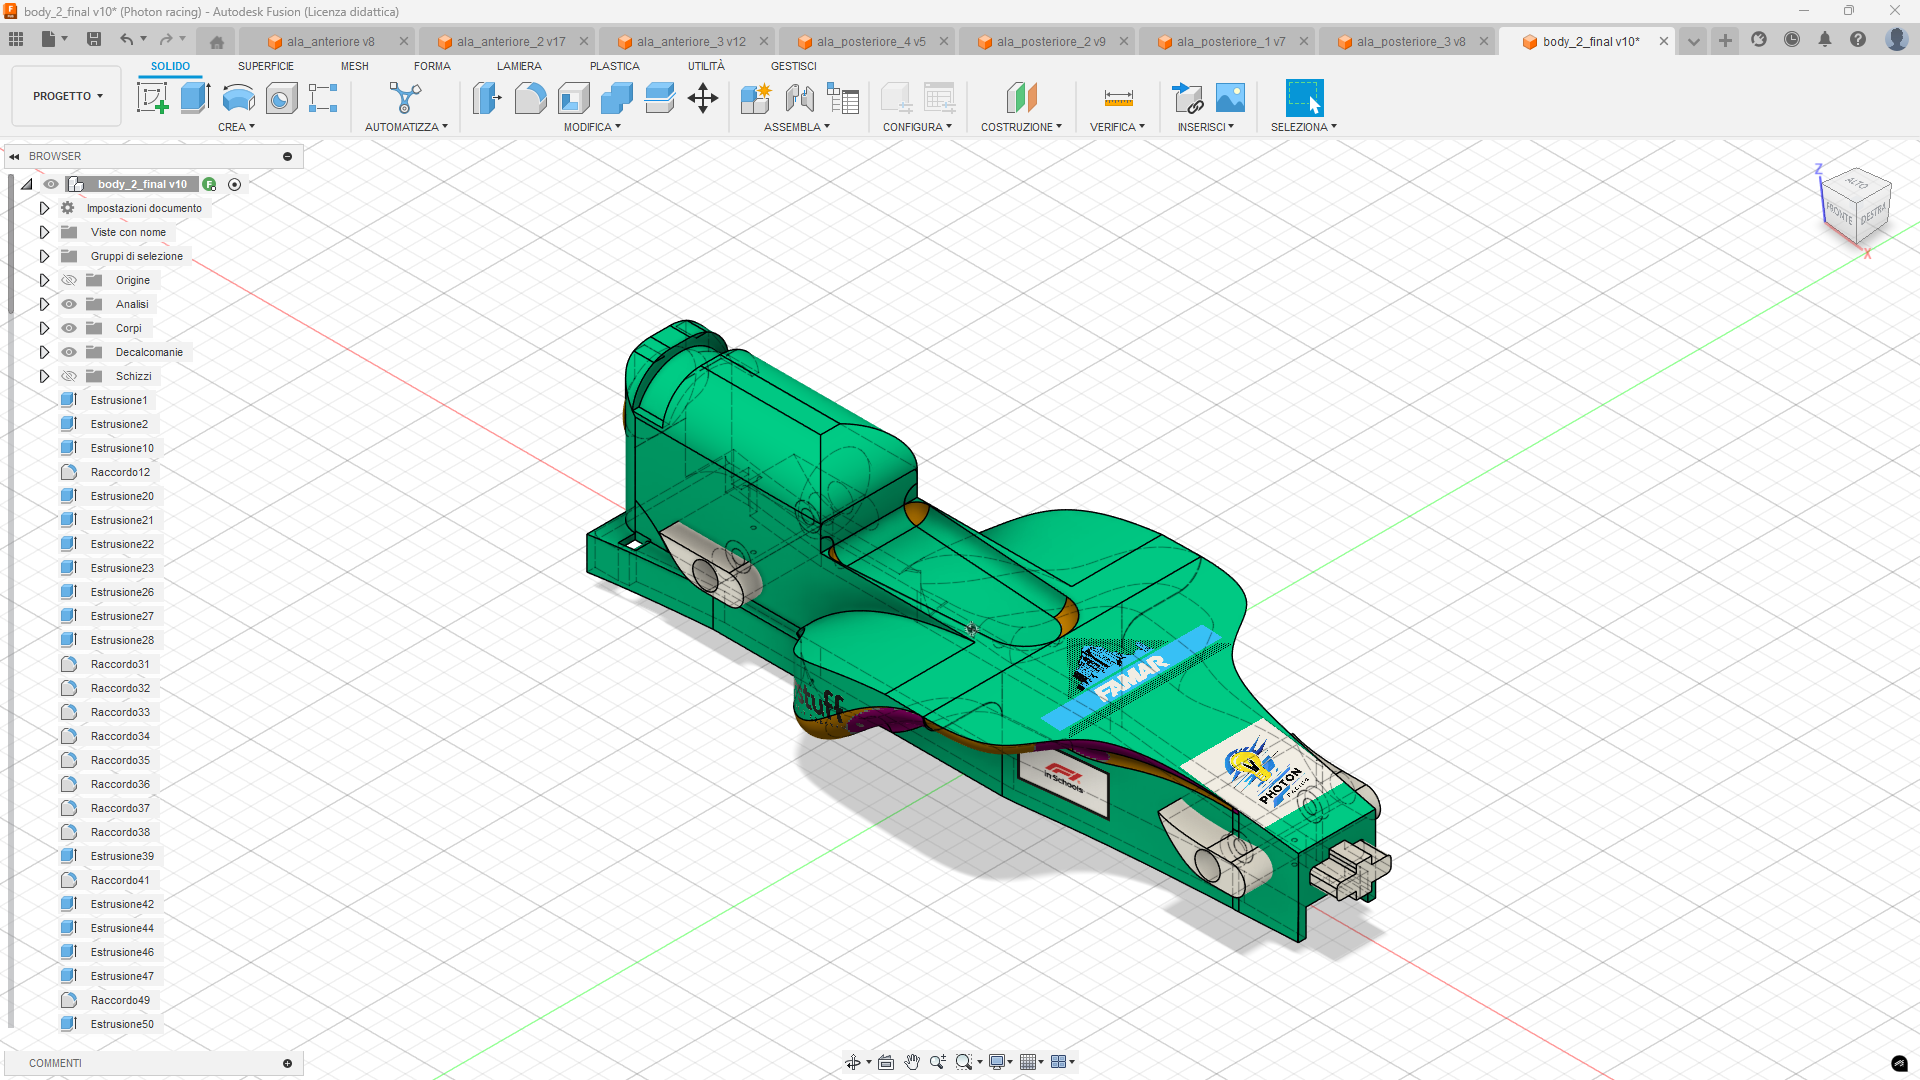 body_2_final v10* (Photon racing) - Autodesk Fusion (Licenza didattica)
ala_anteriore v8
ala_anteriore_2 v17
ala_anteriore_3 v12
ala_posteriore_4 v5
ala_posteriore_2 v9
ala_posteriore_1 v7
ala_posteriore_3 v8
body_2_final v10*
SOLIDO
SUPERFICIE
MESH
FORMA
LAMIERA
PLASTICA
UTILITÀ
GESTISCI
PROGETTO
CREA
AUTOMATIZZA
MODIFICA
ASSEMBLA
CONFIGURA
COSTRUZIONE
VERIFICA
INSERISCI
SELEZIONA
BROWSER
body_2_final v10
Impostazioni documento
Viste con nome
Gruppi di selezione
Origine
Analisi
Corpi
Decalcomanie
Schizzi
Estrusione1
Estrusione2
Estrusione10
Raccordo12
Estrusione20
Estrusione21
Estrusione22
Estrusione23
Estrusione26
Estrusione27
Estrusione28
Raccordo31
Raccordo32
Raccordo33
Raccordo34
Raccordo35
Raccordo36
Raccordo37
Raccordo38
Estrusione39
Raccordo41
Estrusione42
Estrusione44
Estrusione46
Estrusione47
Raccordo49
Estrusione50
COMMENTI
Z
ALTO
FRONTE
DESTRA
X
stuff
FAMAR
F1
in Schools
PHOTON
RACING